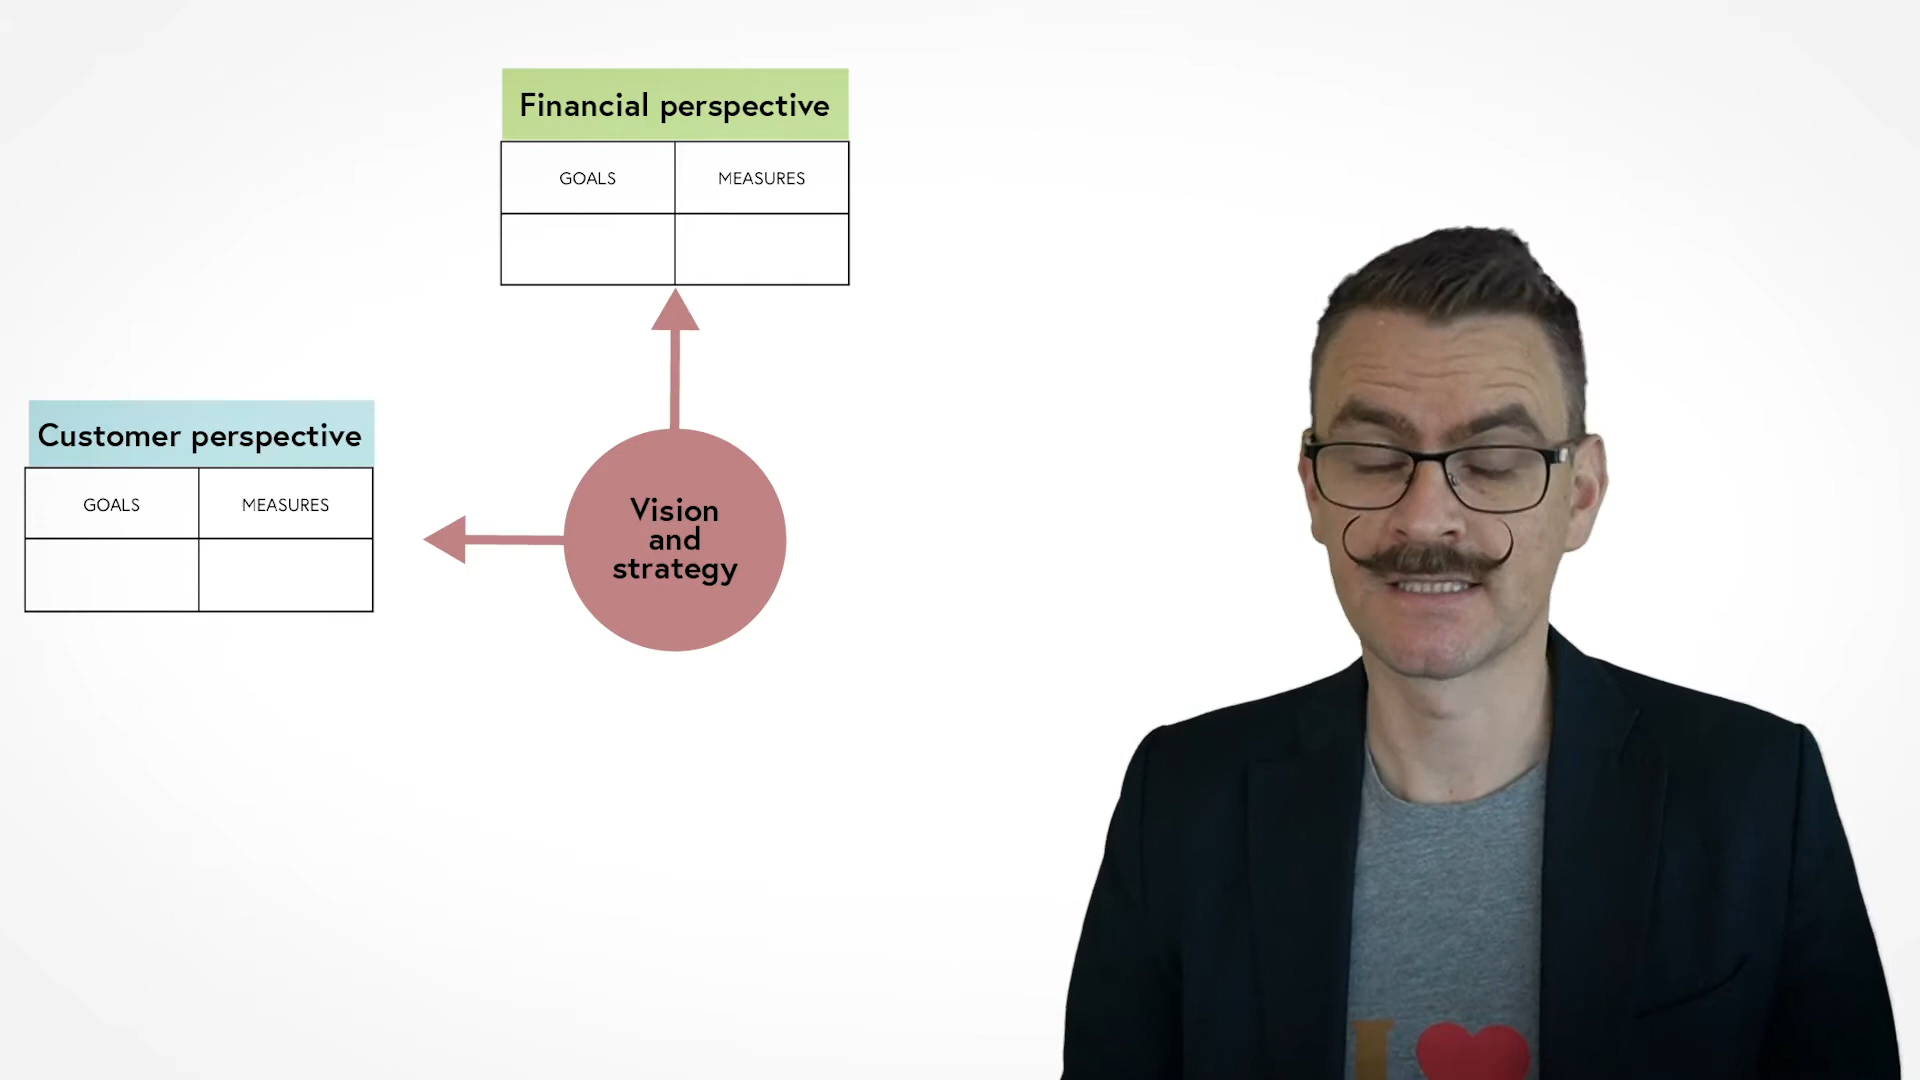 Financial perspective
GOALS MEASURES
Customer perspective
GOALS MEASURES
Vision
and
strategy
I